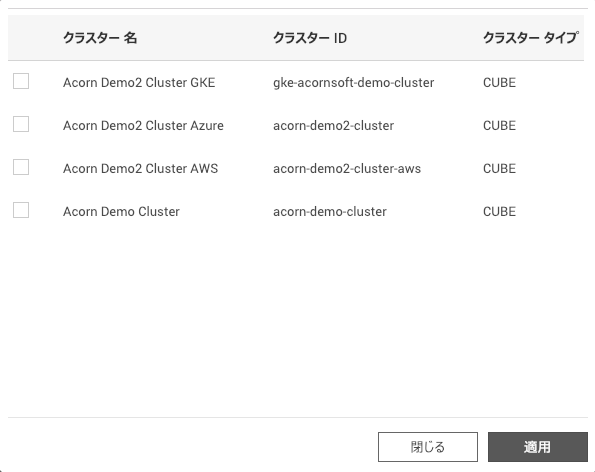 クラスター 名 クラスター ID クラスター タイプ
Acorn Demo2 Cluster GKE gke-acornsoft-demo-cluster CUBE
Acorn Demo2 Cluster Azure acorn-demo2-cluster CUBE
Acorn Demo2 Cluster AWS acorn-demo2-cluster-aws CUBE
Acorn Demo Cluster acorn-demo-cluster CUBE
閉じる 適用